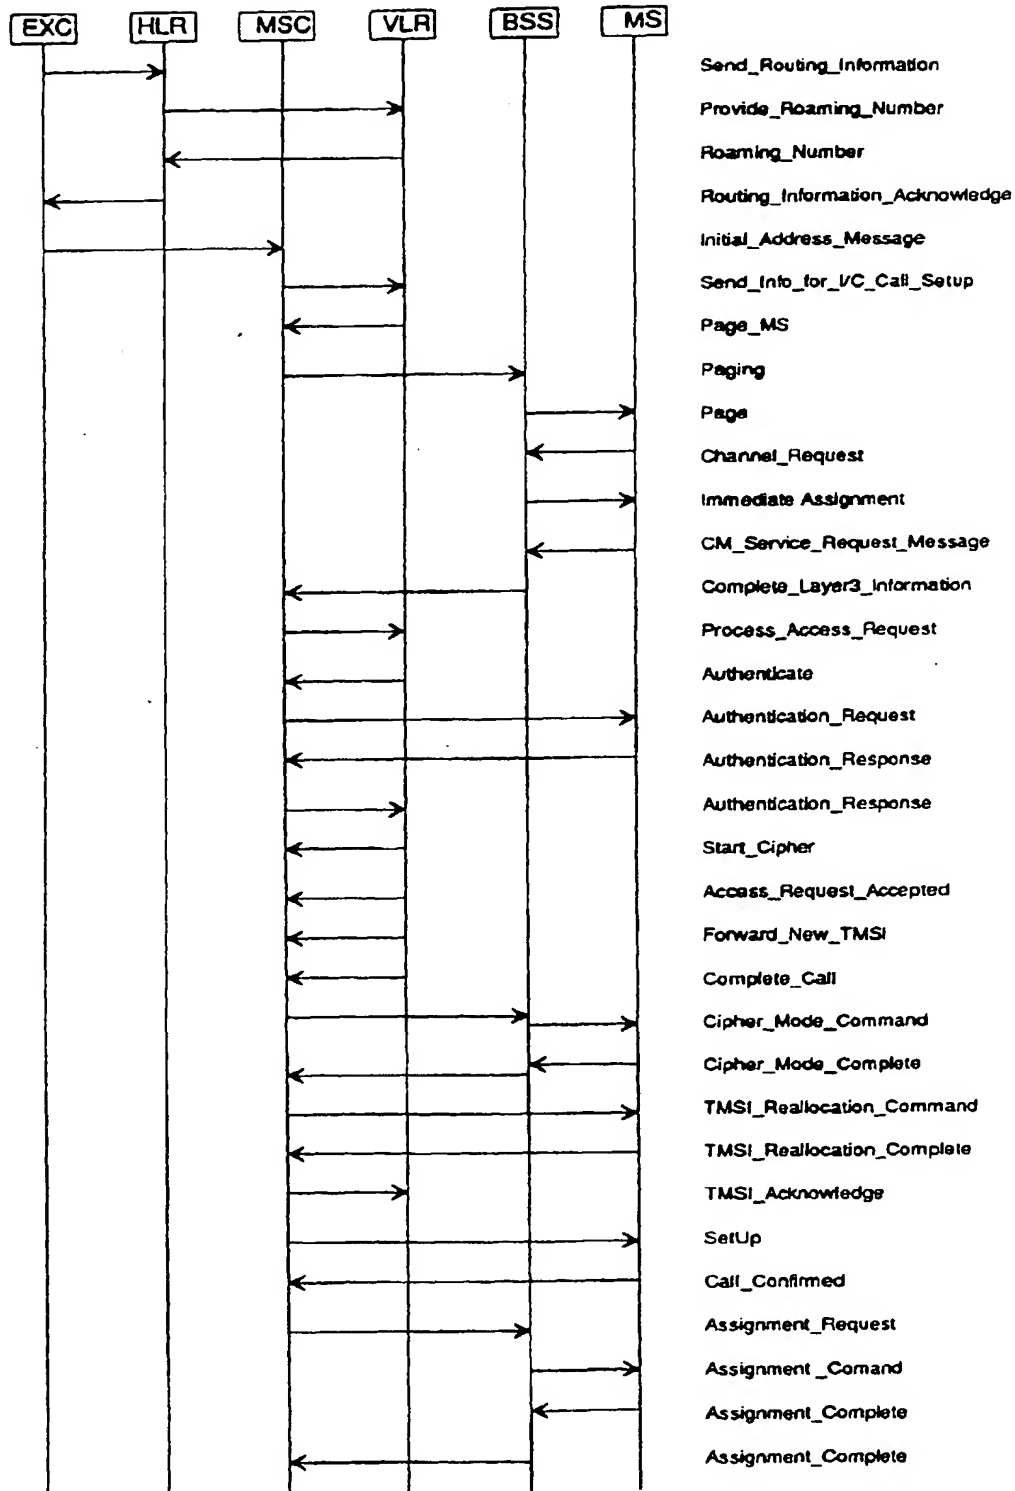 EXC HLR MSC VLR BSS MS
Send_Routing_Information
Provide_Roaming_Number
Roaming_Number
Routing_Information_Acknowledge
Initial_Address_Message
Send_Info_for_I/C_Call_Setup
Page_MS
Paging
Page
Channel_Request
Immediate Assignment
CM_Service_Request_Message
Complete_Layer3_Information
Process_Access_Request
Authenticate
Authentication_Request
Authentication_Response
Authentication_Response
Start_Cipher
Access_Request_Accepted
Forward_New_TMSI
Complete_Call
Cipher_Mode_Command
Cipher_Mode_Complete
TMSI_Reallocation_Command
TMSI_Reallocation_Complete
TMSI_Acknowledge
SetUp
Call_Confirmed
Assignment_Request
Assignment _Comand
Assignment_Complete
Assignment_Complete